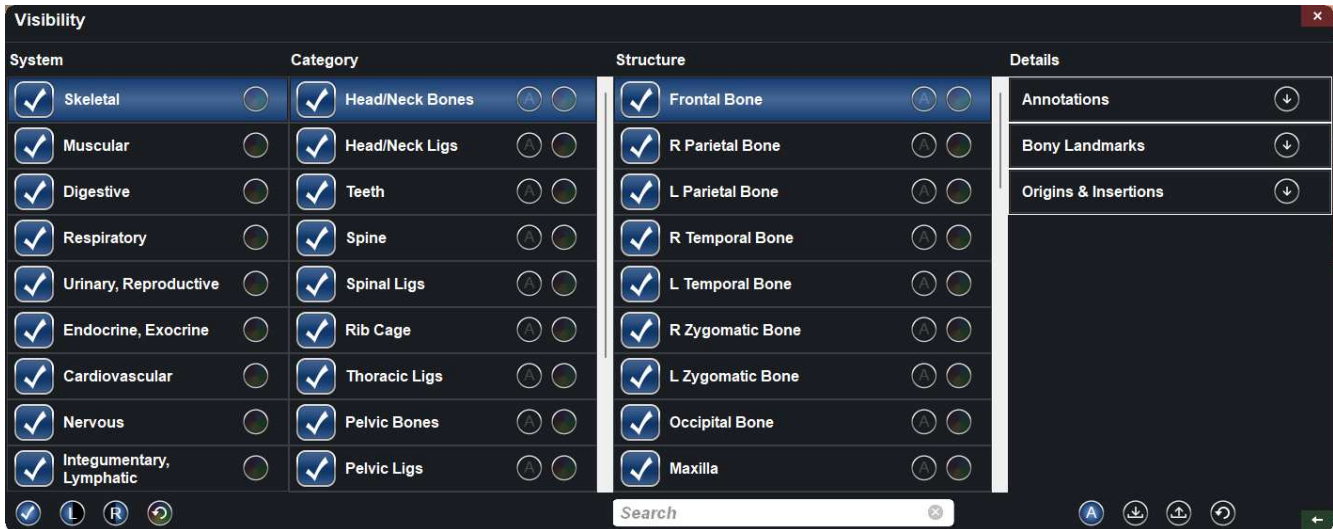 Visibility
System
Category
Structure
Details
Skeletal
Head/Neck Bones
A
Frontal Bone
A
Annotations
Muscular
Head/Neck Ligs
A
R Parietal Bone
A
Bony Landmarks
Digestive
Teeth
A
L Parietal Bone
A
Origins & Insertions
Respiratory
Spine
A
R Temporal Bone
A
Urinary, Reproductive
Spinal Ligs
A
L Temporal Bone
A
Endocrine, Exocrine
Rib Cage
A
R Zygomatic Bone
A
Cardiovascular
Thoracic Ligs
A
L Zygomatic Bone
A
Nervous
Pelvic Bones
A
Occipital Bone
A
Integumentary,
Lymphatic
Pelvic Ligs
A
Maxilla
A
L
R
Search
A